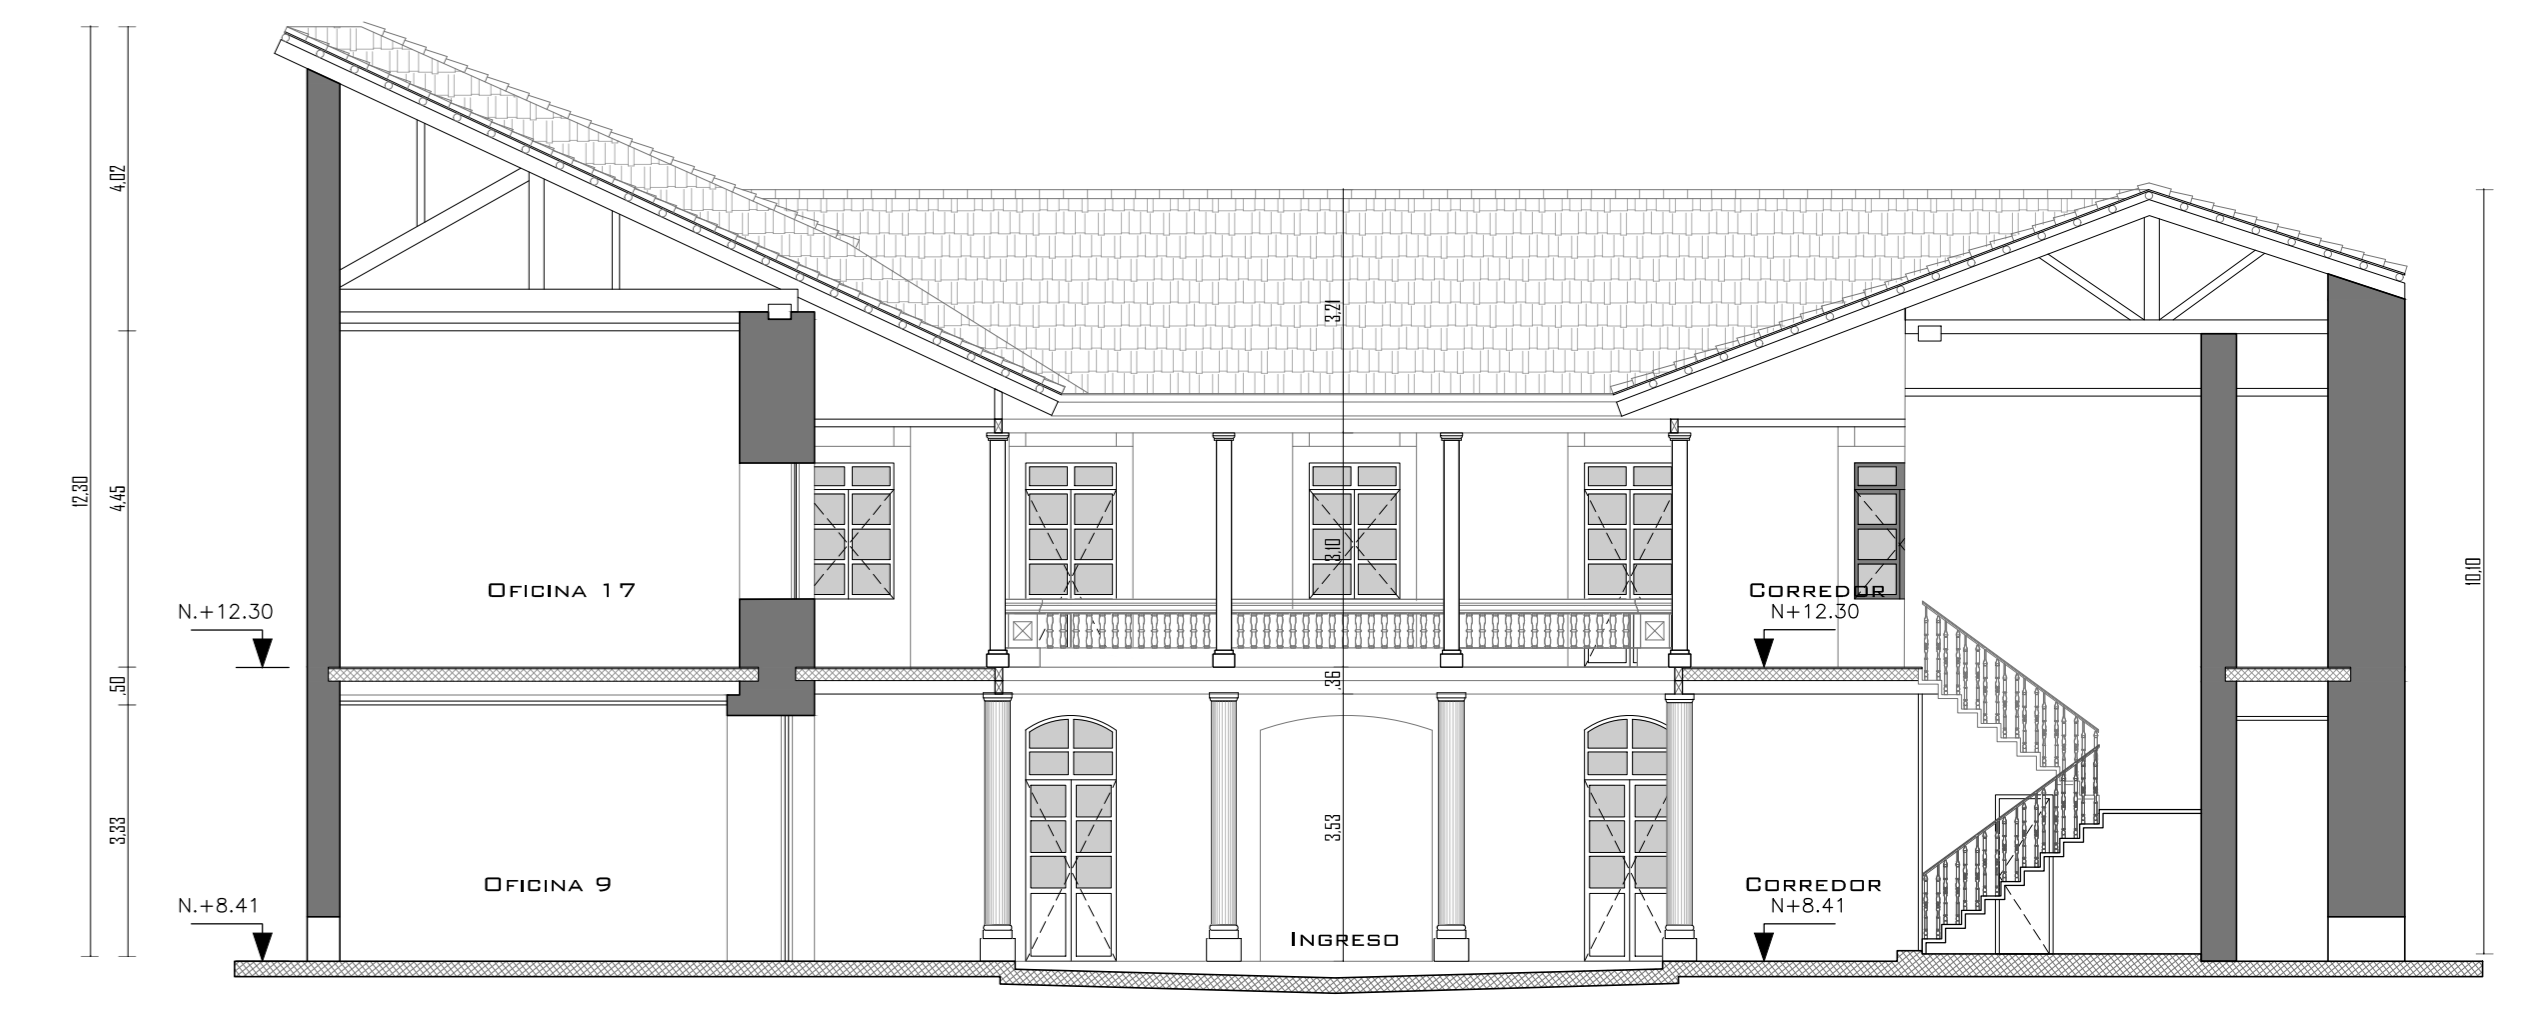 4,02
3,21
12,30
4,45
3,10
10,10
Oficina 17
Corredor
N.+12.30
N+12.30
,50
,36
3,33
3,53
Oficina 9
Corredor
N.+8.41
N+8.41
Ingreso